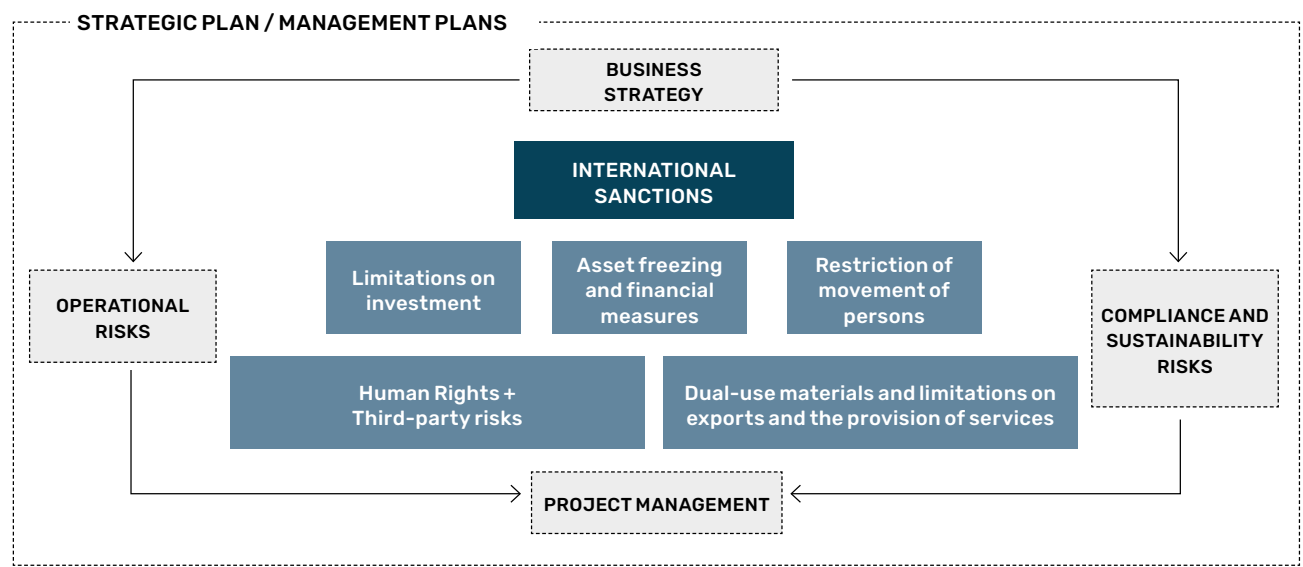 STRATEGIC PLAN / MANAGEMENT PLANS
BUSINESS
STRATEGY
INTERNATIONAL
SANCTIONS
Limitations on
investment
Asset freezing
and financial
measures
Restriction of
movement of
persons
OPERATIONAL
RISKS
COMPLIANCE AND
SUSTAINABILITY
RISKS
Human Rights +
Third-party risks
Dual-use materials and limitations on
exports and the provision of services
PROJECT MANAGEMENT